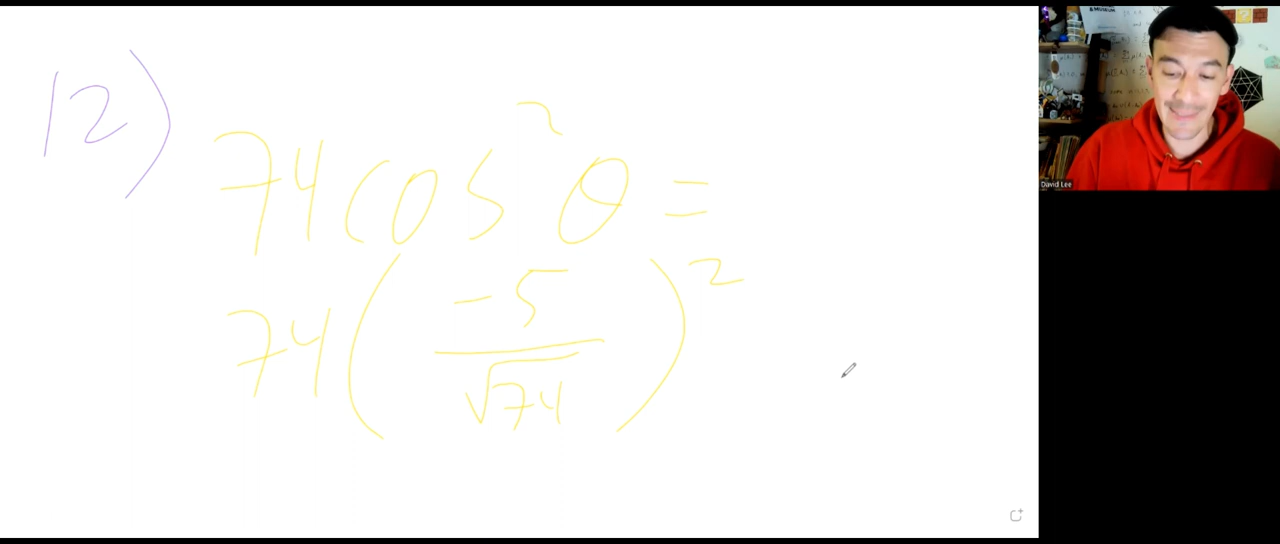 12)
74cos²θ =
74(-5/√74)²
David Lee